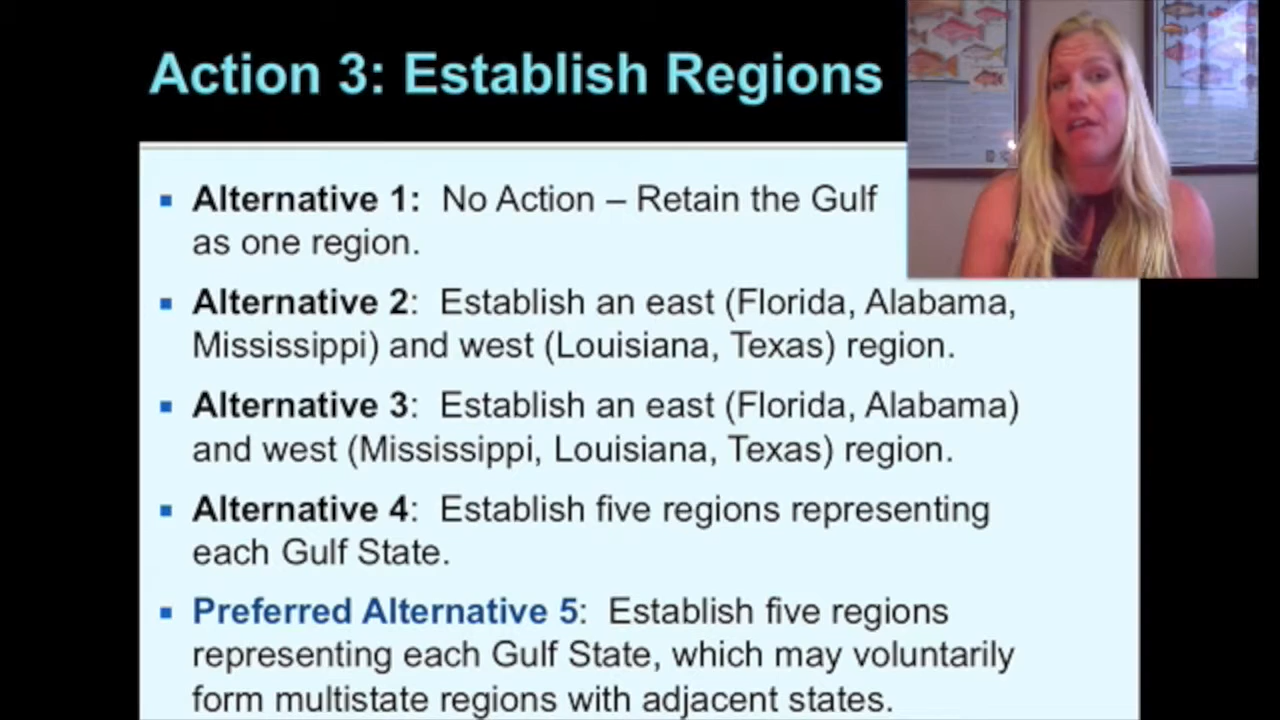 Action 3: Establish Regions
▪ Alternative 1: No Action – Retain the Gulf
as one region.
▪ Alternative 2: Establish an east (Florida, Alabama,
Mississippi) and west (Louisiana, Texas) region.
▪ Alternative 3: Establish an east (Florida, Alabama)
and west (Mississippi, Louisiana, Texas) region.
▪ Alternative 4: Establish five regions representing
each Gulf State.
▪ Preferred Alternative 5: Establish five regions
representing each Gulf State, which may voluntarily
form multistate regions with adjacent states.